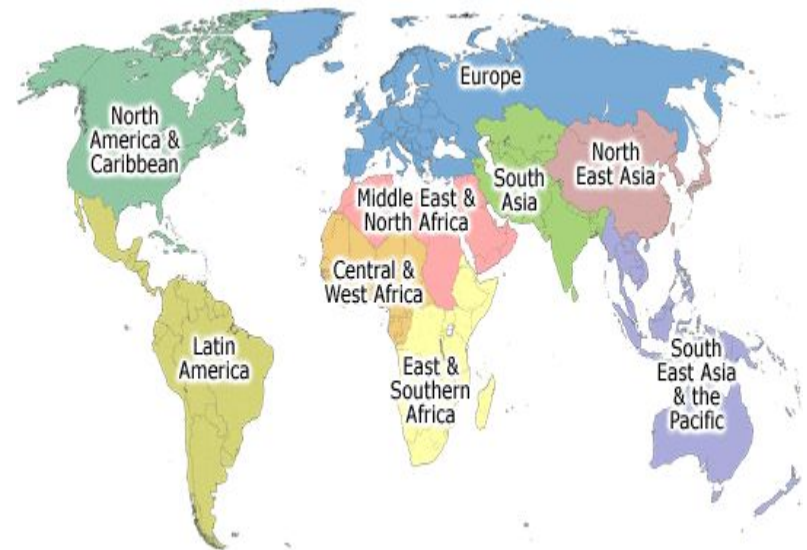 Europe
North
America &
Caribbean
North
East Asia
South
Asia
Middle East &
North Africa
Central &
West Africa
Latin
America
East &
Southern
Africa
South
East Asia
& the
Pacific